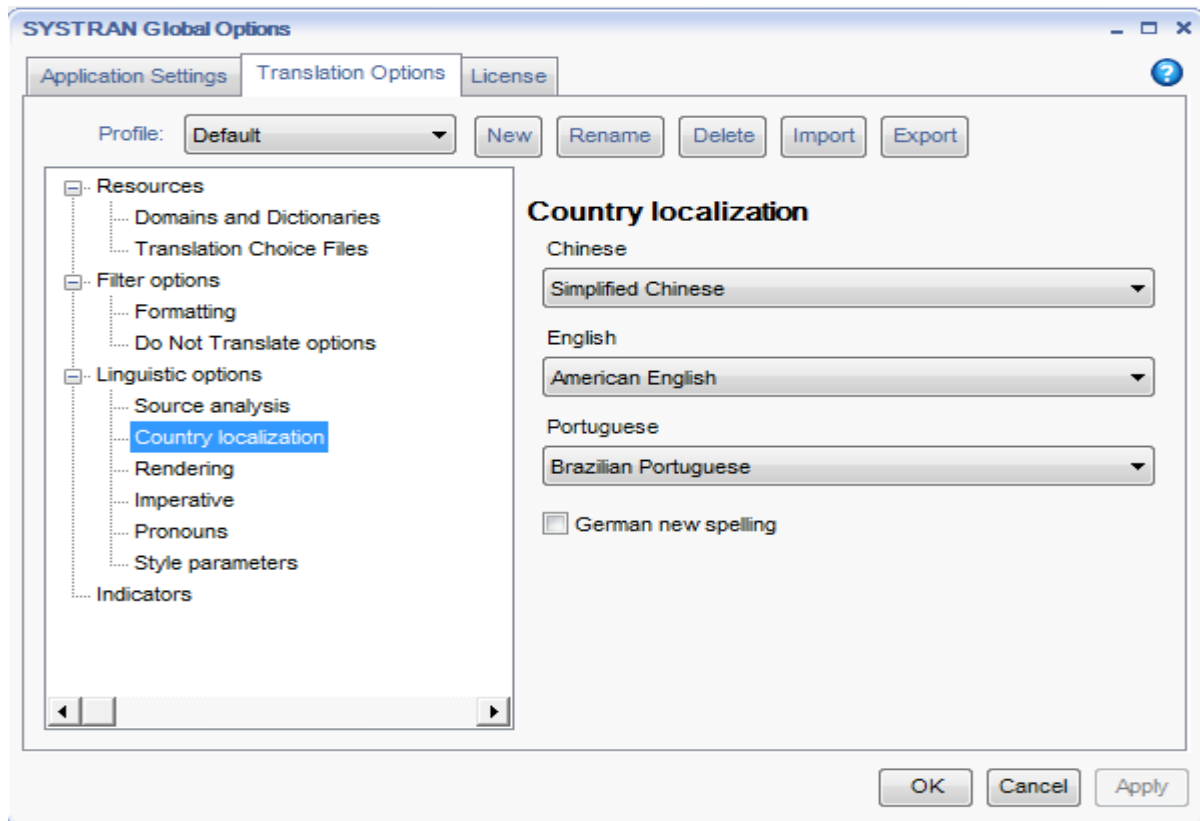 SYSTRAN Global Options
Application Settings Translation Options License
Profile: Default New Rename Delete Import Export
Resources
Domains and Dictionaries
Translation Choice Files
Filter options
Formatting
Do Not Translate options
Linguistic options
Source analysis
Country localization
Rendering
Imperative
Pronouns
Style parameters
Indicators
Country localization
Chinese
Simplified Chinese
English
American English
Portuguese
Brazilian Portuguese
German new spelling
OK Cancel Apply